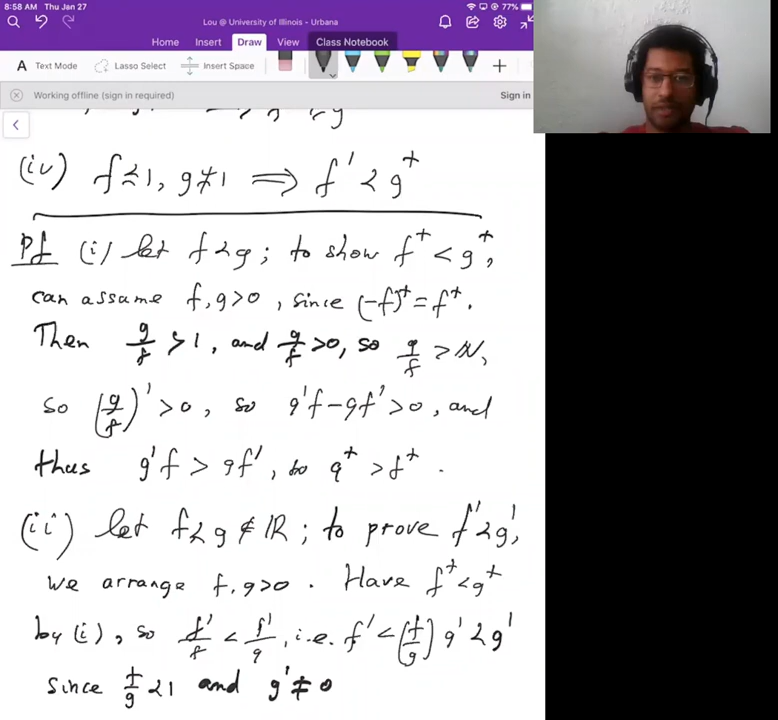 8:58 AM Thu Jan 27
77%
Lou @ University of Illinois - Urbana
Home Insert Draw View Class Notebook
A Text Mode Lasso Select Insert Space
Working offline (sign in required) Sign in
(iv) f ≼ 1, g ≭ 1 ⟹ f' ≺ g†
Pf (i) let f ≺ g; to show f† < g†,
can assume f, g > 0, since (-f)† = f†.
Then g/f ≻ 1, and g/f > 0, so g/f > ℕ,
so (g/f)' > 0, so g'f - gf' > 0, and
thus g'f > gf', so g† > f†.
(ii) let f ≺ g ∉ ℝ; to prove f' ≺ g',
we arrange f, g > 0. Have f† < g†
by (i), so f'/f < f'/g, i.e. f' < (f/g) g' ≺ g'
since f/g ≺ 1 and g' ≠ 0